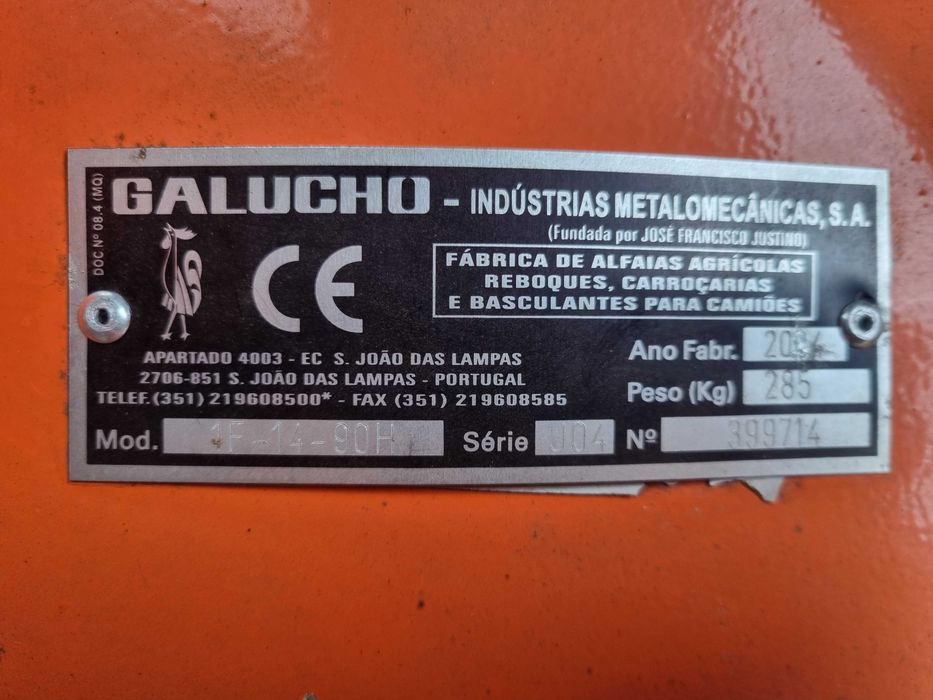 DOC. Nº 08.4 (MQ)
GALUCHO - INDÚSTRIAS METALOMECÂNICAS, S.A.
(Fundada por JOSÉ FRANCISCO JUSTINO)
CE
FÁBRICA DE ALFAIAS AGRÍCOLAS
REBOQUES, CARROÇARIAS
E BASCULANTES PARA CAMIÕES
APARTADO 4003 - EC S. JOÃO DAS LAMPAS
2706-851 S. JOÃO DAS LAMPAS - PORTUGAL
TELEF. (351) 219608500* - FAX (351) 219608585
Ano Fabr.
Peso (Kg) 285
Mod. 1F-14-90H Série J04 Nº 399714